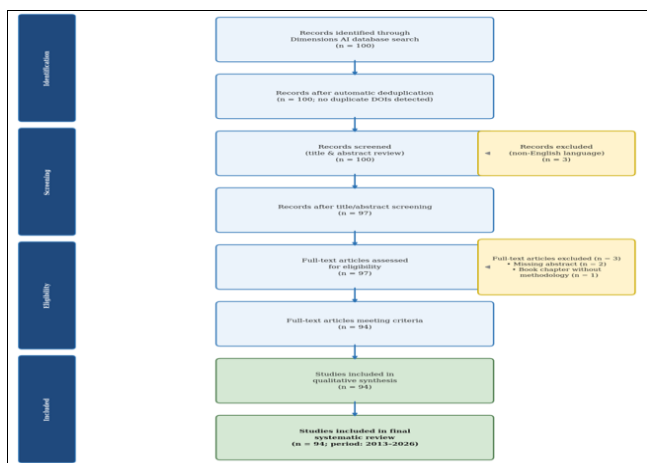 Identification
Records identified through
Dimensions AI database search
(n = 100)
Records after automatic deduplication
(n = 100; no duplicate DOIs detected)
Screening
Records screened
(title & abstract review)
(n = 100)
Records excluded
(non-English language)
(n = 3)
Records after title/abstract screening
(n = 97)
Eligibility
Full-text articles assessed
for eligibility
(n = 97)
Full-text articles excluded (n = 3)
• Missing abstract (n = 2)
• Book chapter without
methodology (n = 1)
Full-text articles meeting criteria
(n = 94)
Included
Studies included in
qualitative synthesis
(n = 94)
Studies included in final
systematic review
(n = 94; period: 2013–2026)